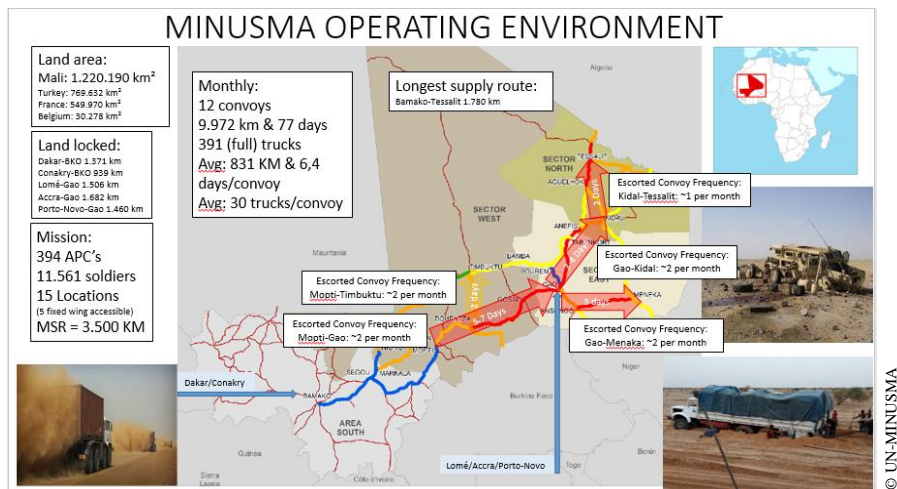 MINUSMA OPERATING ENVIRONMENT
Land area:
Mali: 1.220.190 km²
Turkey: 769.632 km²
France: 549.970 km²
Belgium: 30.278 km²
Land locked:
Dakar-BKO 1.371 km
Conakry-BKO 939 km
Lomé-Gao 1.506 km
Accra-Gao 1.682 km
Porto-Novo-Gao 1.460 km
Mission:
394 APC's
11.561 soldiers
15 Locations
(5 fixed wing accessible)
MSR = 3.500 KM
Monthly:
12 convoys
9.972 km & 77 days
391 (full) trucks
Avg: 831 KM & 6,4
days/convoy
Avg: 30 trucks/convoy
Longest supply route:
Bamako-Tessalit 1.780 km
Algeria
TESSALIT
SECTOR
NORTH
2 Days
Escorted Convoy Frequency:
Kidal-Tessalit: ~1 per month
SECTOR
WEST
ANEFIS
Mauritania
TIMBUKTU
BAMBA
BOUREM
Escorted Convoy Frequency:
Gao-Kidal: ~2 per month
Escorted Convoy Frequency:
Mopti-Timbuktu: ~2 per month
2 days
MENAKA
3 days
5-7 Days
Escorted Convoy Frequency:
Mopti-Gao: ~2 per month
MOPTI
Escorted Convoy Frequency:
Gao-Menaka: ~2 per month
SEGOU
MARKALA
Niger
Dakar/Conakry
BAMAKO
Burkina Faso
AREA
SOUTH
Guinea
Benin
Lomé/Accra/Porto-Novo
Togo
Sierra
Leone
Côte d'Ivoire
© UN-MINUSMA